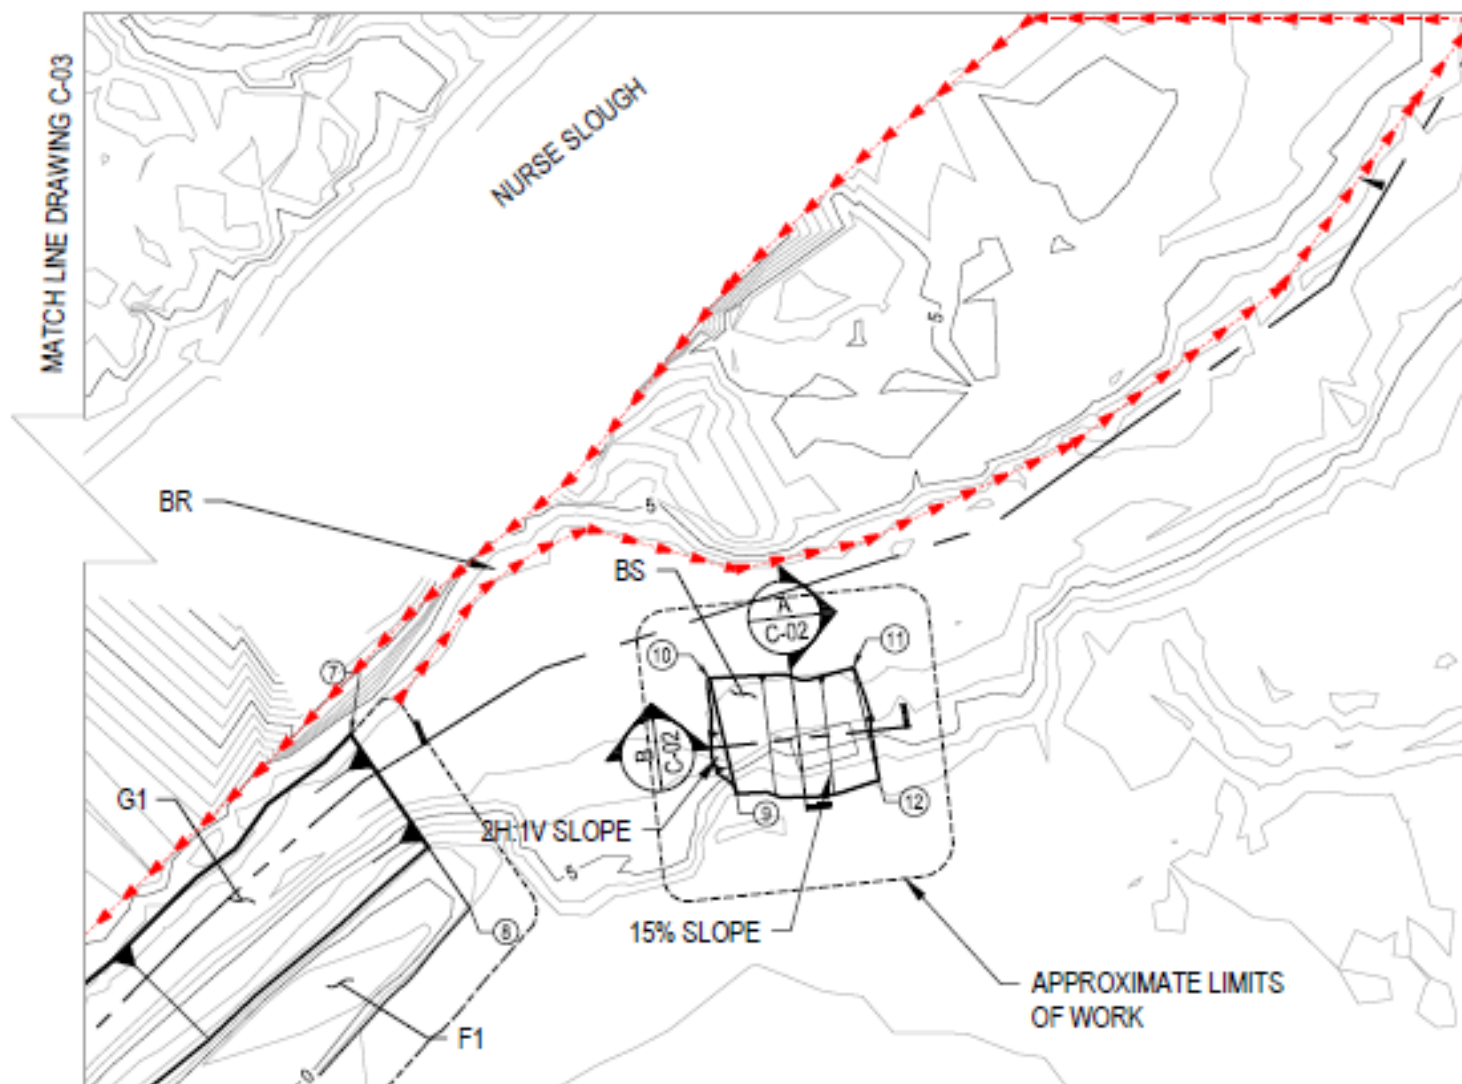 MATCH LINE DRAWING C-03
NURSE SLOUGH
5
BR
5
BS
A
C-02
11
10
7
B
C-02
G1
12
9
2H:1V SLOPE
5
15% SLOPE
8
APPROXIMATE LIMITS
OF WORK
F1
0